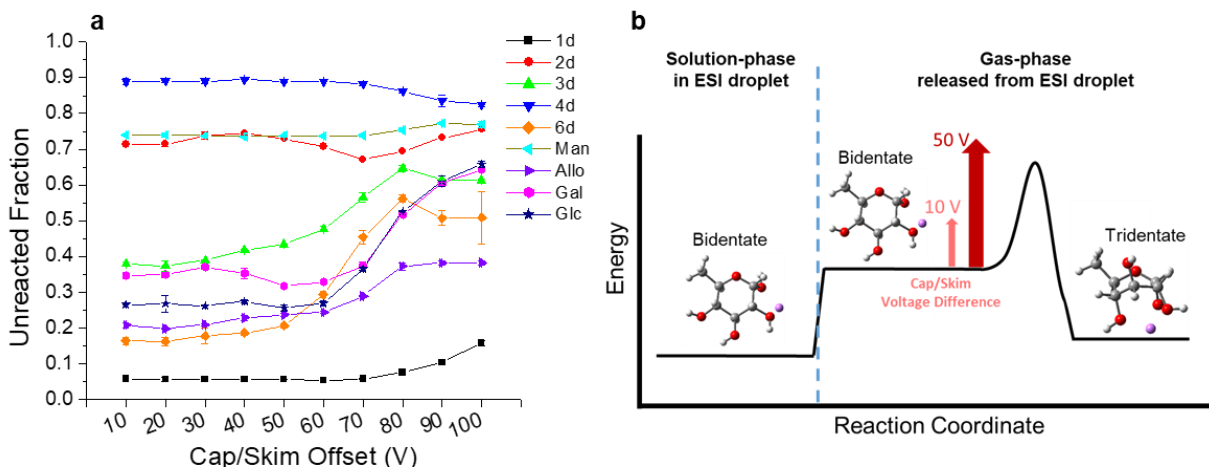 a
1.0
0.9
0.8
0.7
0.6
0.5
0.4
0.3
0.2
0.1
0.0
Unreacted Fraction
10
20
30
40
50
60
70
80
90
100
Cap/Skim Offset (V)
1d
2d
3d
4d
6d
Man
Allo
Gal
Glc
b
Solution-phase
in ESI droplet
Gas-phase
released from ESI droplet
Energy
Bidentate
Bidentate
10 V
50 V
Cap/Skim
Voltage Difference
Tridentate
Reaction Coordinate